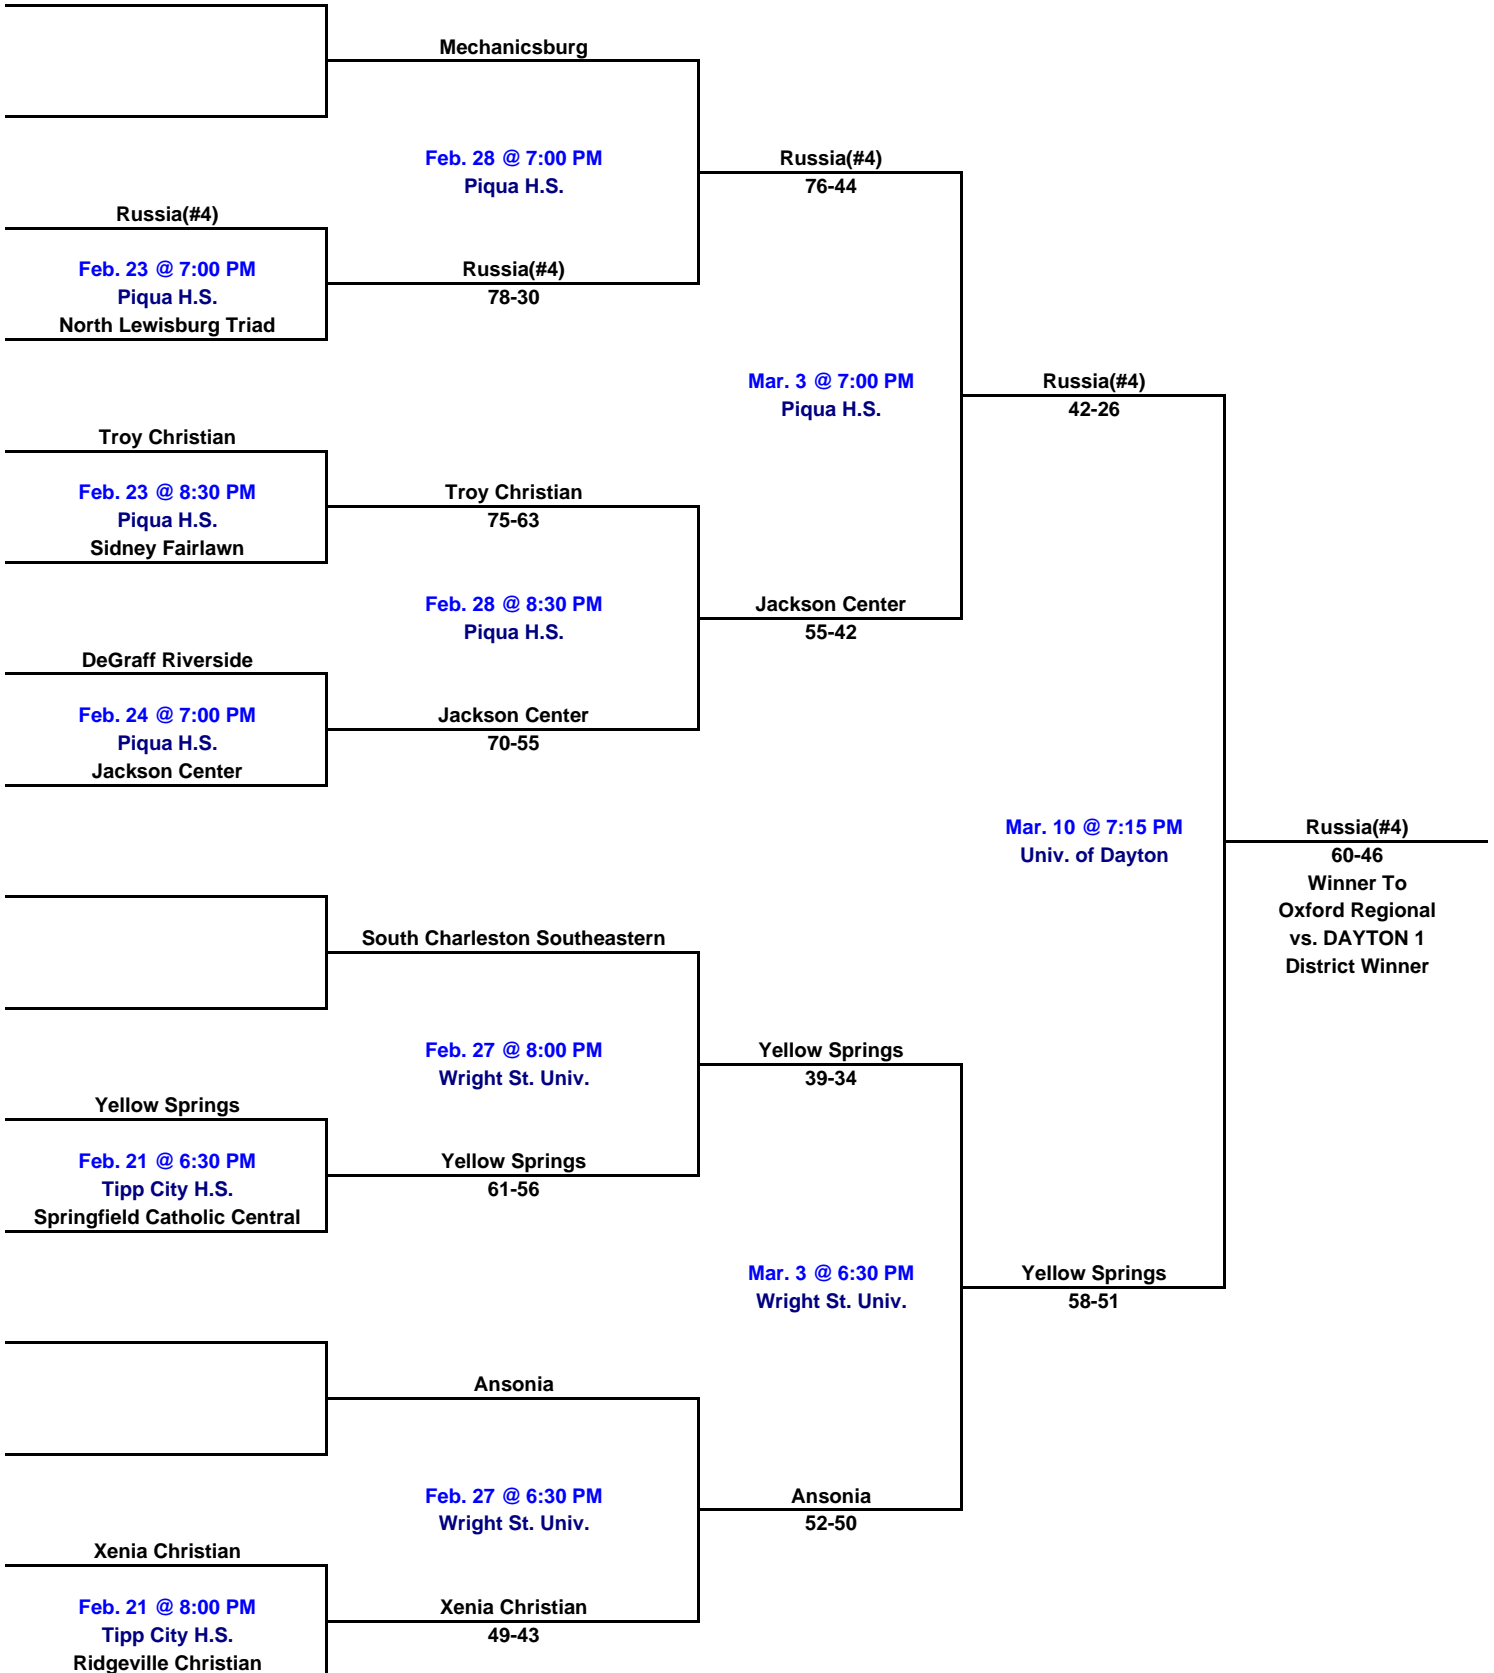 Mechanicsburg
Feb. 28 @ 7:00 PM
Piqua H.S.
Russia(#4)
76-44
Russia(#4)
Feb. 23 @ 7:00 PM
Piqua H.S.
North Lewisburg Triad
Russia(#4)
78-30
Mar. 3 @ 7:00 PM
Piqua H.S.
Russia(#4)
42-26
Troy Christian
Feb. 23 @ 8:30 PM
Piqua H.S.
Sidney Fairlawn
Troy Christian
75-63
Feb. 28 @ 8:30 PM
Piqua H.S.
Jackson Center
55-42
DeGraff Riverside
Feb. 24 @ 7:00 PM
Piqua H.S.
Jackson Center
Jackson Center
70-55
Mar. 10 @ 7:15 PM
Univ. of Dayton
Russia(#4)
60-46
Winner To
Oxford Regional
vs. DAYTON 1
District Winner
South Charleston Southeastern
Feb. 27 @ 8:00 PM
Wright St. Univ.
Yellow Springs
39-34
Yellow Springs
Feb. 21 @ 6:30 PM
Tipp City H.S.
Springfield Catholic Central
Yellow Springs
61-56
Mar. 3 @ 6:30 PM
Wright St. Univ.
Yellow Springs
58-51
Ansonia
Feb. 27 @ 6:30 PM
Wright St. Univ.
Ansonia
52-50
Xenia Christian
Feb. 21 @ 8:00 PM
Tipp City H.S.
Ridgeville Christian
Xenia Christian
49-43